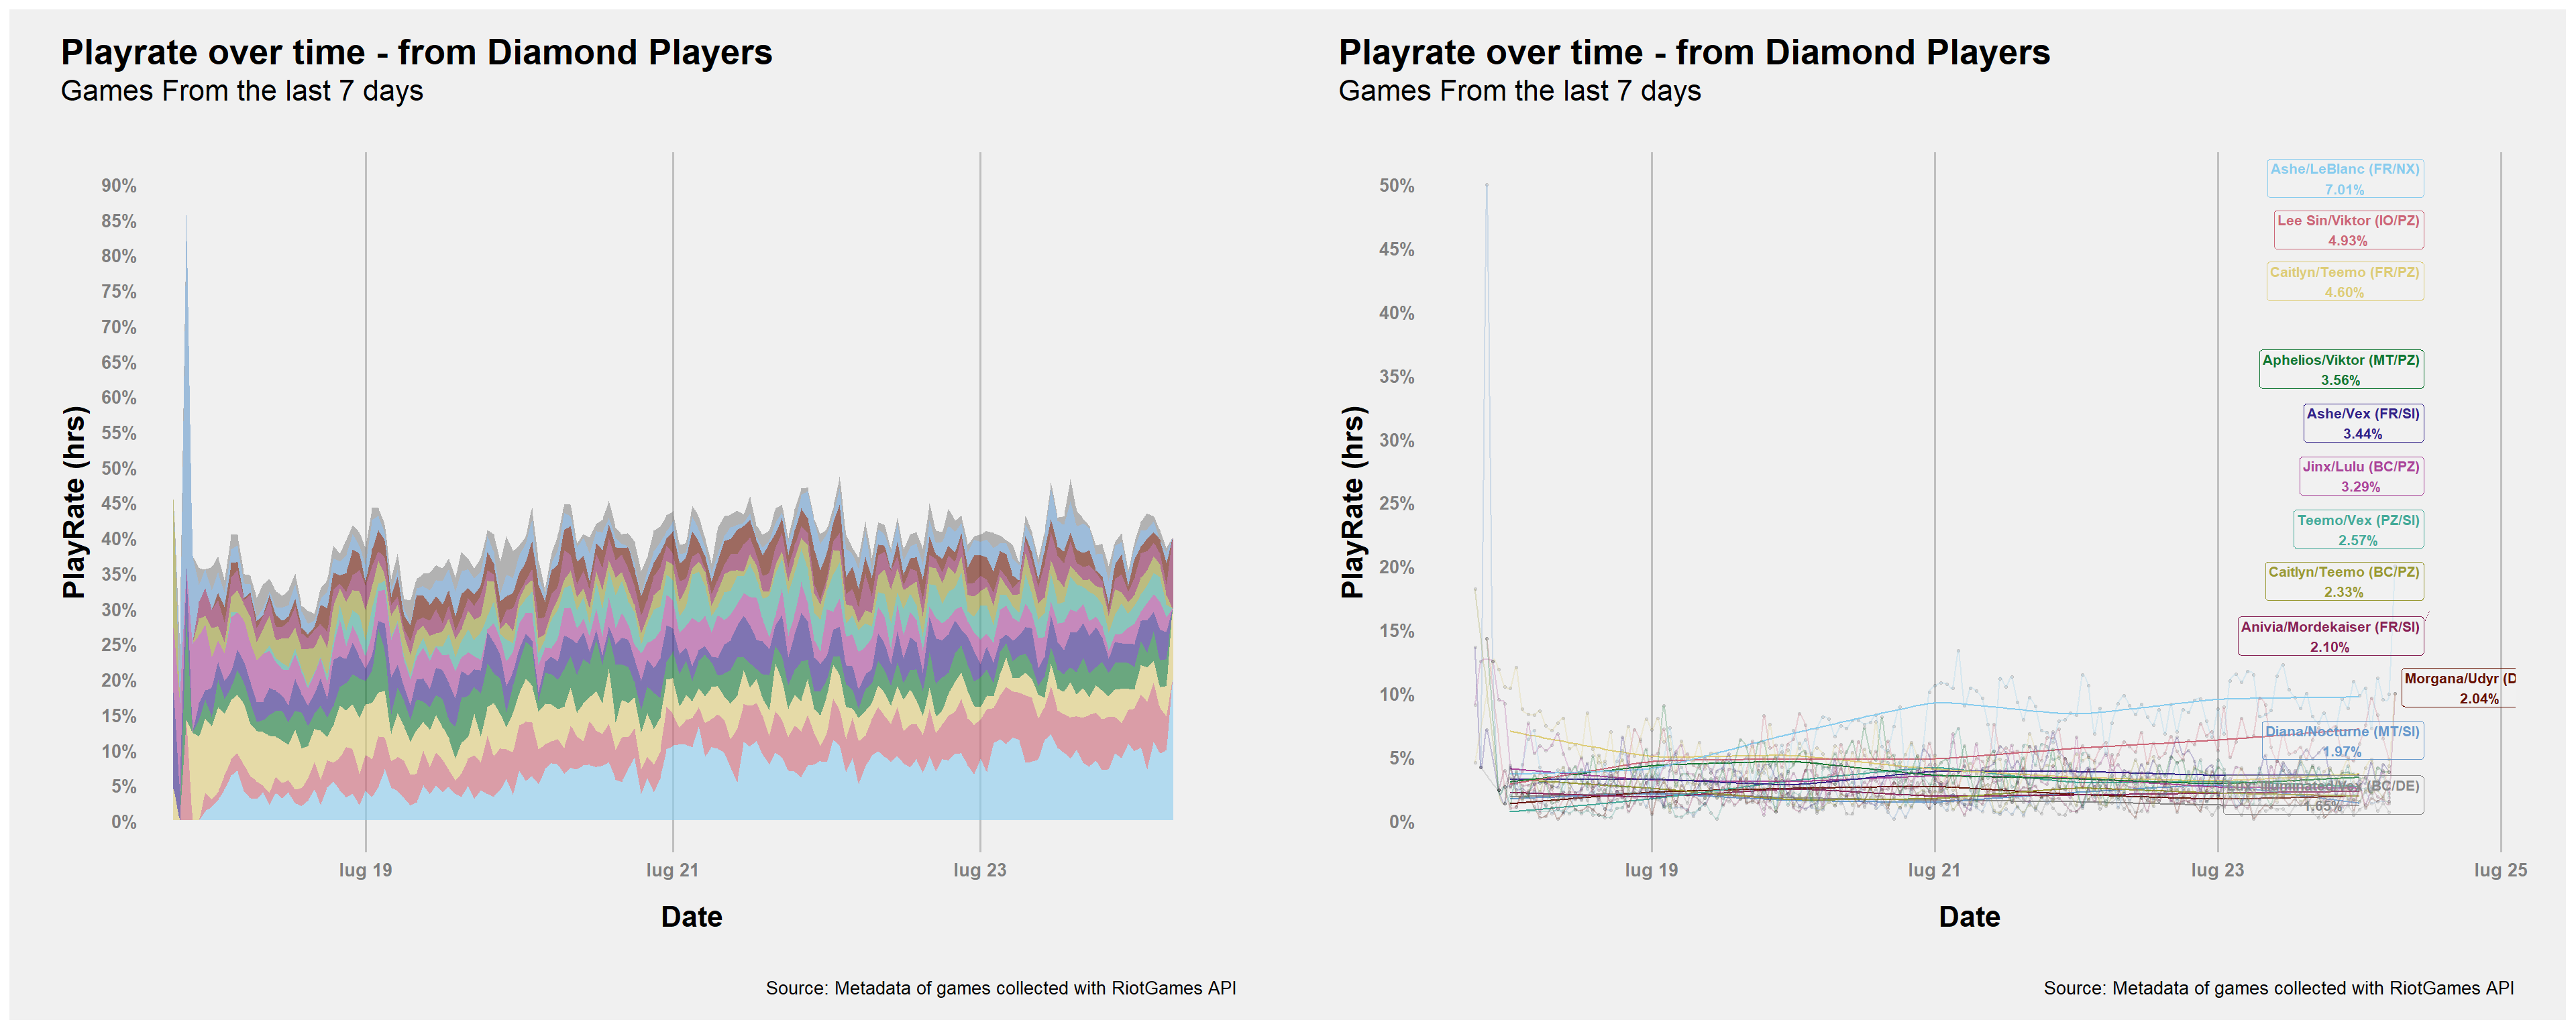 Playrate over time - from Diamond Players
Games From the last 7 days
PlayRate (hrs)
90%
85%
80%
75%
70%
65%
60%
55%
50%
45%
40%
35%
30%
25%
20%
15%
10%
5%
0%
lug 19
lug 21
lug 23
Date
Source: Metadata of games collected with RiotGames API
Playrate over time - from Diamond Players
Games From the last 7 days
PlayRate (hrs)
50%
45%
40%
35%
30%
25%
20%
15%
10%
5%
0%
Ashe/LeBlanc (FR/NX)
7.01%
Lee Sin/Viktor (IO/PZ)
4.93%
Caitlyn/Teemo (FR/PZ)
4.60%
Aphelios/Viktor (MT/PZ)
3.56%
Ashe/Vex (FR/SI)
3.44%
Jinx/Lulu (BC/PZ)
3.29%
Teemo/Vex (PZ/SI)
2.57%
Caitlyn/Teemo (BC/PZ)
2.33%
Anivia/Mordekaiser (FR/SI)
2.10%
Morgana/Udyr (D
2.04%
Diana/Nocturne (MT/SI)
1.97%
(BC/DE)
1.65%
lug 19
lug 21
lug 23
lug 25
Date
Source: Metadata of games collected with RiotGames API